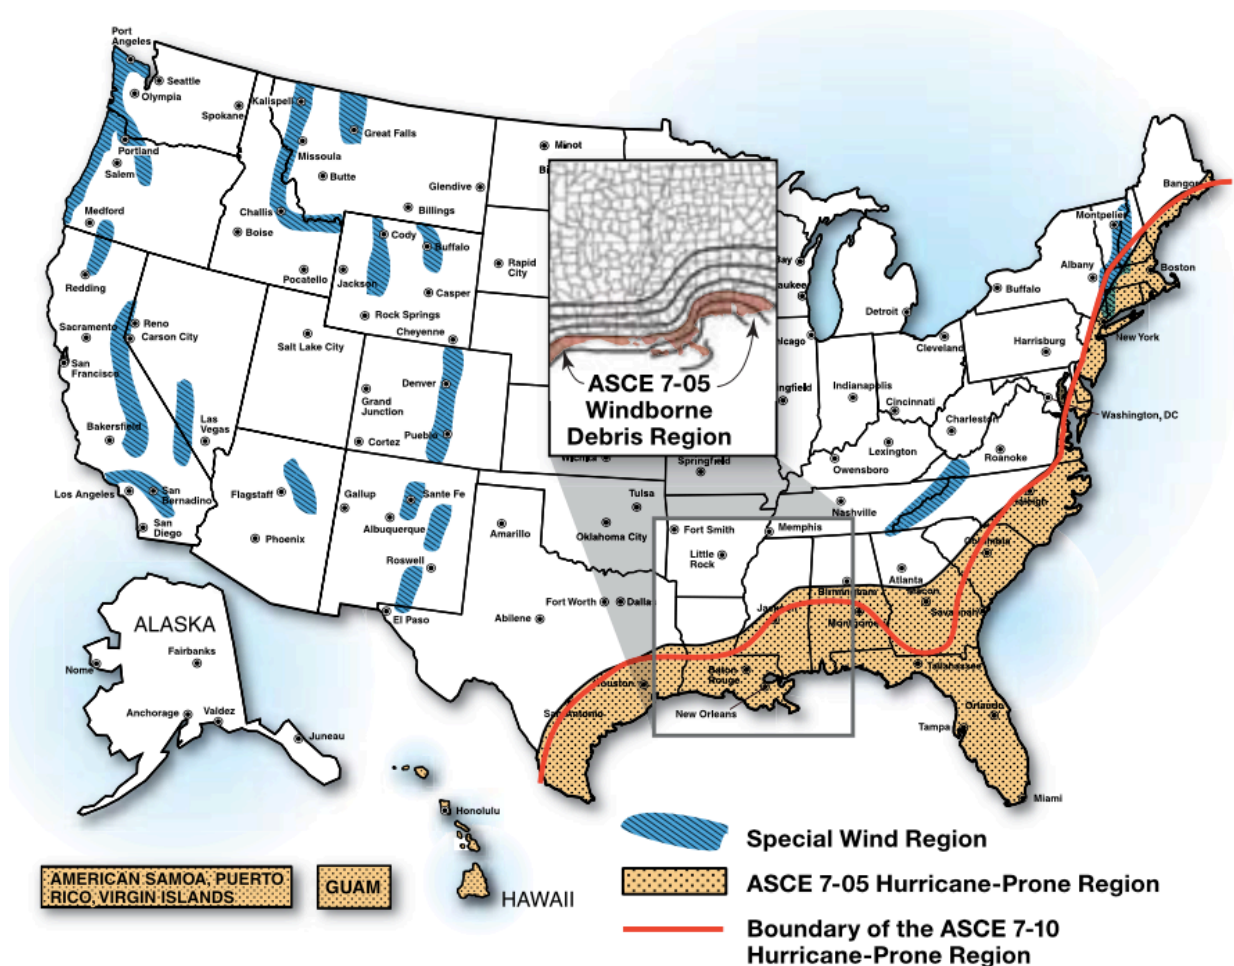 Port
Angeles
Seattle
Olympia
Spokane
Kalispell
Great Falls
Minot
Portland
Salem
Missoula
Butte
Glendive
Billings
Medford
Challis
Boise
Cody
Buffalo
Rapid
City
Redding
Pocatello
Jackson
Casper
Rock Springs
Cheyenne
Sacramento
Reno
Carson City
Salt Lake City
San
Francisco
Denver
Grand
Junction
Pueblo
Cortez
Bakersfield
Las
Vegas
Los Angeles
San
Bernadino
San
Diego
Flagstaff
Phoenix
Gallup
Sante Fe
Albuquerque
Roswell
El Paso
Amarillo
Tulsa
Oklahoma City
Fort Worth
Abilene
San Antonio
Springfield
Fort Smith
Little
Rock
Memphis
Nashville
Owensboro
Lexington
Roanoke
Charleston
Cincinnati
Indianapolis
Cleveland
Detroit
Harrisburg
Buffalo
Albany
Montpelier
Bangor
Boston
New York
Washington, DC
Columbia
Atlanta
Macon
Savannah
Birmingham
Tallahassee
Baton
Rouge
New Orleans
Orlando
Tampa
Miami
ASCE 7-05
Windborne
Debris Region
ALASKA
Fairbanks
Nome
Anchorage
Valdez
Juneau
Honolulu
HAWAII
AMERICAN SAMOA, PUERTO
RICO, VIRGIN ISLANDS
GUAM
Special Wind Region
ASCE 7-05 Hurricane-Prone Region
Boundary of the ASCE 7-10
Hurricane-Prone Region